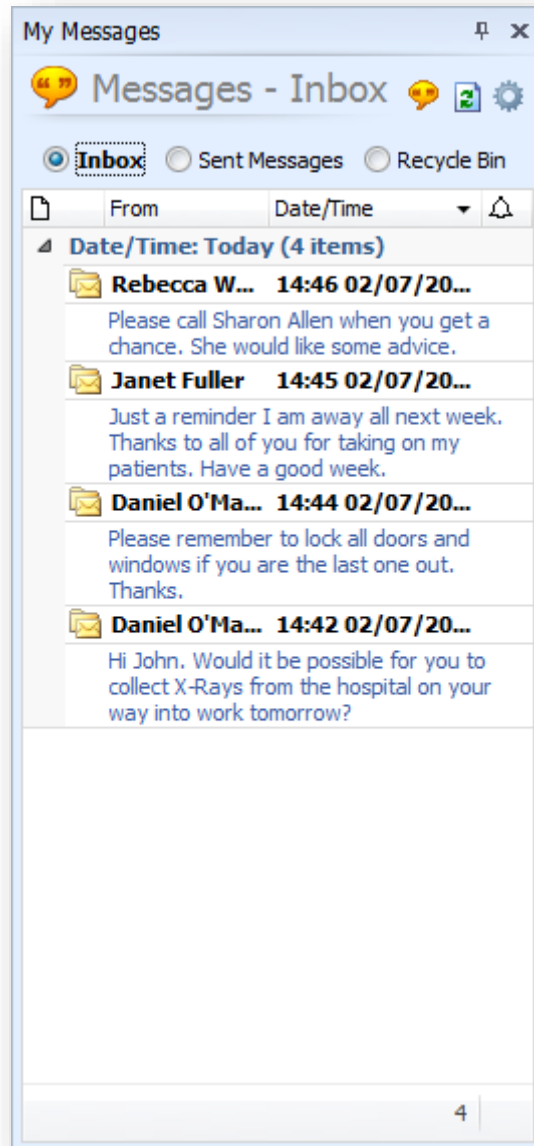 My Messages
Messages - Inbox
Inbox Sent Messages Recycle Bin
From Date/Time
Date/Time: Today (4 items)
Rebecca W... 14:46 02/07/20...
Please call Sharon Allen when you get a
chance. She would like some advice.
Janet Fuller 14:45 02/07/20...
Just a reminder I am away all next week.
Thanks to all of you for taking on my
patients. Have a good week.
Daniel O'Ma... 14:44 02/07/20...
Please remember to lock all doors and
windows if you are the last one out.
Thanks.
Daniel O'Ma... 14:42 02/07/20...
Hi John. Would it be possible for you to
collect X-Rays from the hospital on your
way into work tomorrow?
4